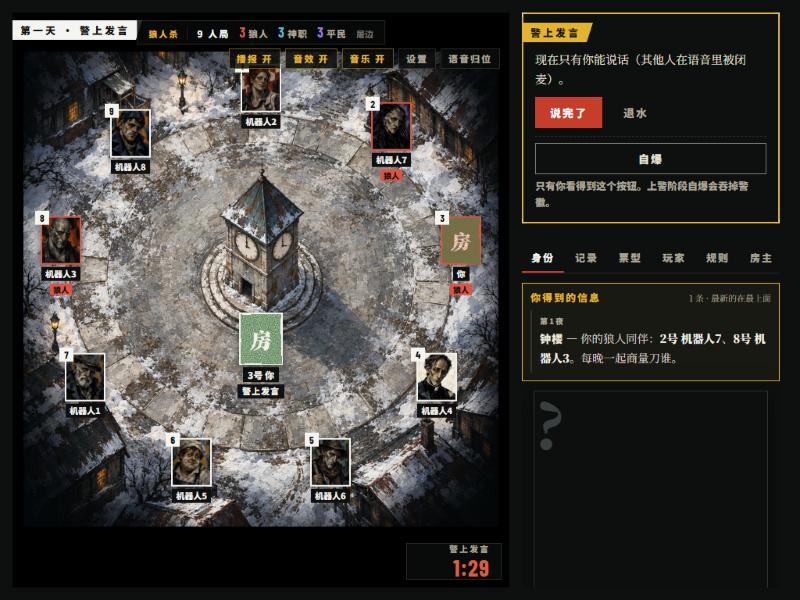 第一天 · 警上发言
狼人杀 9 人局 3 狼人 3 神职 3 平民 屠边
播报 开 音效 开 音乐 开 设置 语音归位
机器人2
9
机器人8
2
机器人7
狼人
8
机器人3
狼人
3
房
你
狼人
房
3号 你
警上发言
7
机器人1
4
机器人4
6
机器人5
5
机器人6
警上发言
1:29
警上发言
现在只有你能说话（其他人在语音里被闭
麦）。
说完了 退水
自爆
只有你看得到这个按钮。上警阶段自爆会吞掉警
徽。
身份 记录 票型 玩家 规则 房主
你得到的信息 1 条 · 最新的在最上面
第 1 夜
钟楼 — 你的狼人同伴：2号 机器人7、8号 机
器人3。每晚一起商量刀谁。
?